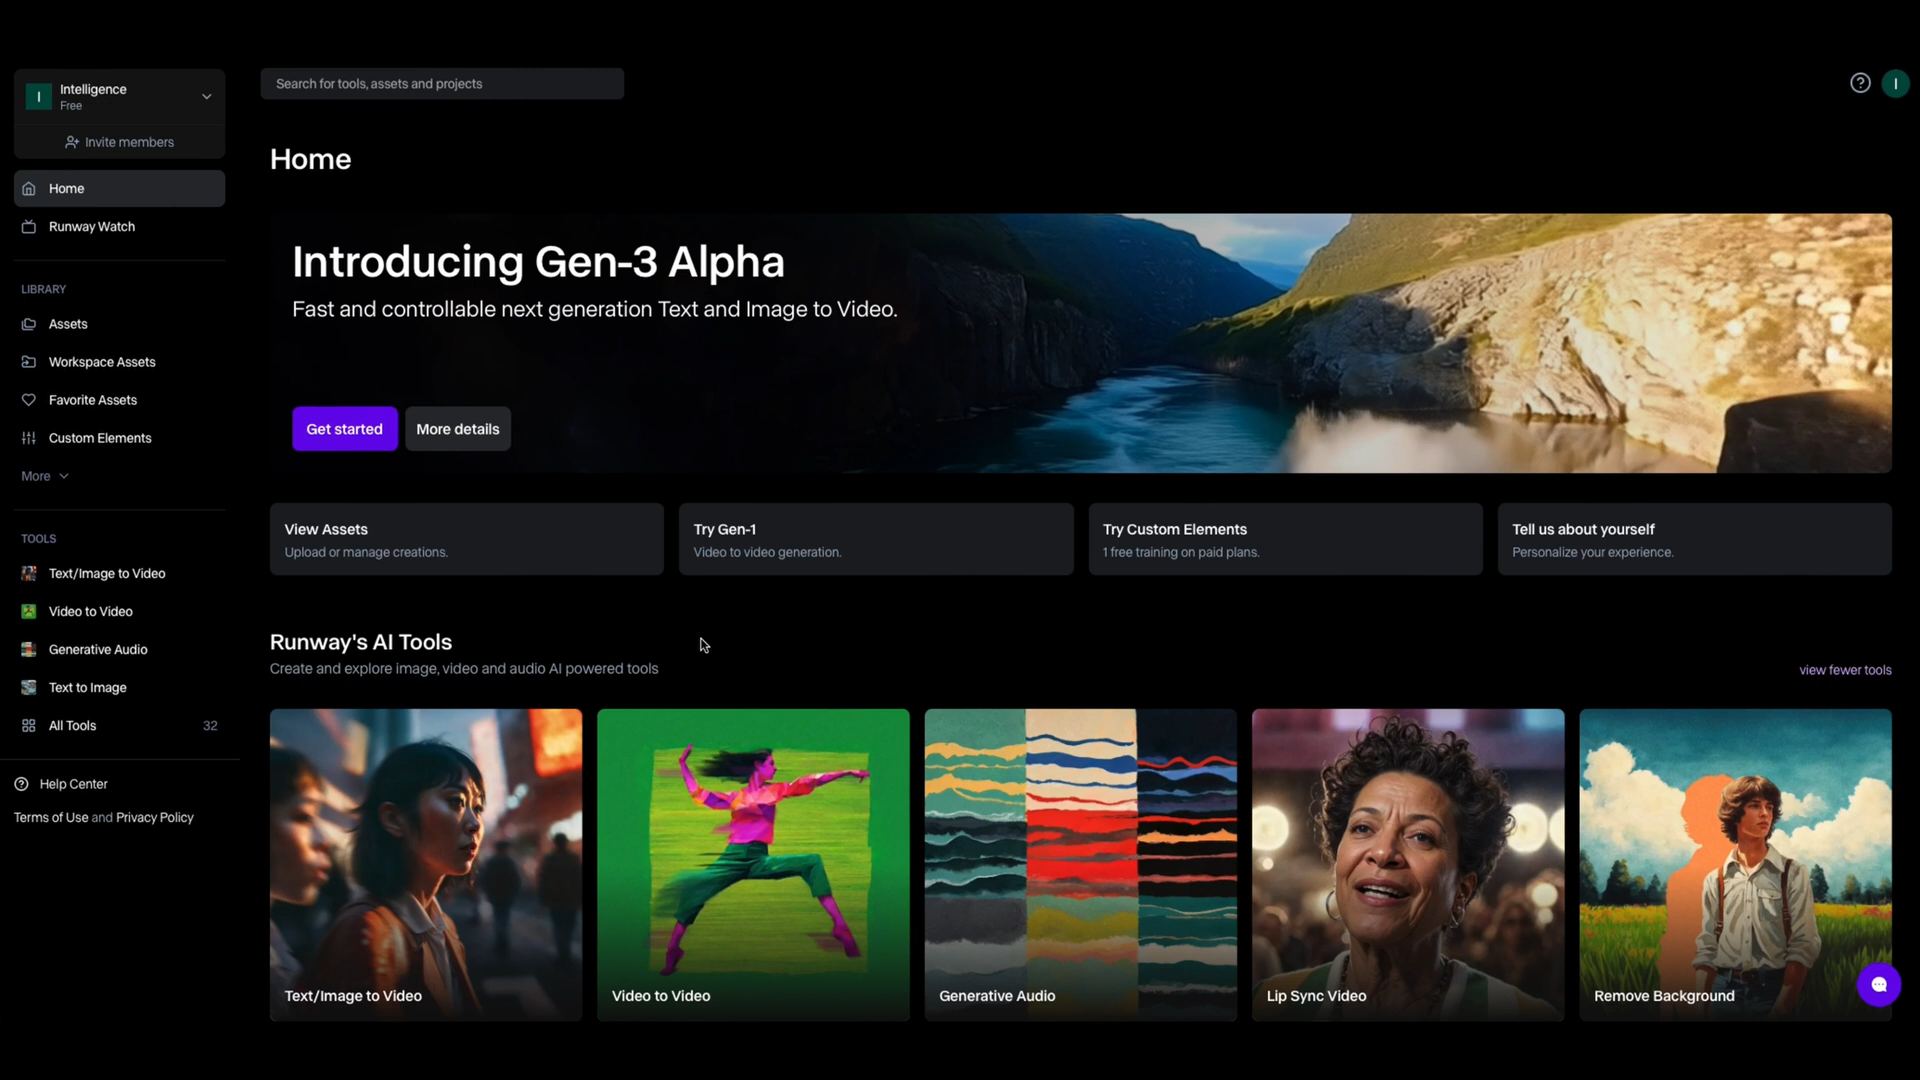 I
Intelligence
Free
Invite members
Home
Runway Watch
LIBRARY
Assets
Workspace Assets
Favorite Assets
Custom Elements
More
TOOLS
Text/Image to Video
Video to Video
Generative Audio
Text to Image
All Tools 32
Help Center
Terms of Use and Privacy Policy
Search for tools, assets and projects
I
Home
Introducing Gen-3 Alpha
Fast and controllable next generation Text and Image to Video.
Get started More details
View Assets
Upload or manage creations.
Try Gen-1
Video to video generation.
Try Custom Elements
1 free training on paid plans.
Tell us about yourself
Personalize your experience.
Runway's AI Tools
Create and explore image, video and audio AI powered tools
view fewer tools
Text/Image to Video
Video to Video
Generative Audio
Lip Sync Video
Remove Background